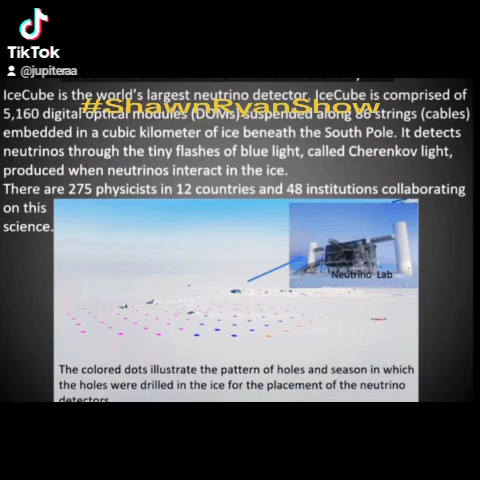 TikTok
@jupiteraa
IceCube is the world's largest neutrino detector. IceCube is comprised of
#ShawnRyanShow
5,160 digital optical modules (DOMs) suspended along 86 strings (cables)
embedded in a cubic kilometer of ice beneath the South Pole. It detects
neutrinos through the tiny flashes of blue light, called Cherenkov light,
produced when neutrinos interact in the ice.
There are 275 physicists in 12 countries and 48 institutions collaborating
on this
science.
Neutrino Lab
The colored dots illustrate the pattern of holes and season in which
the holes were drilled in the ice for the placement of the neutrino
detectors